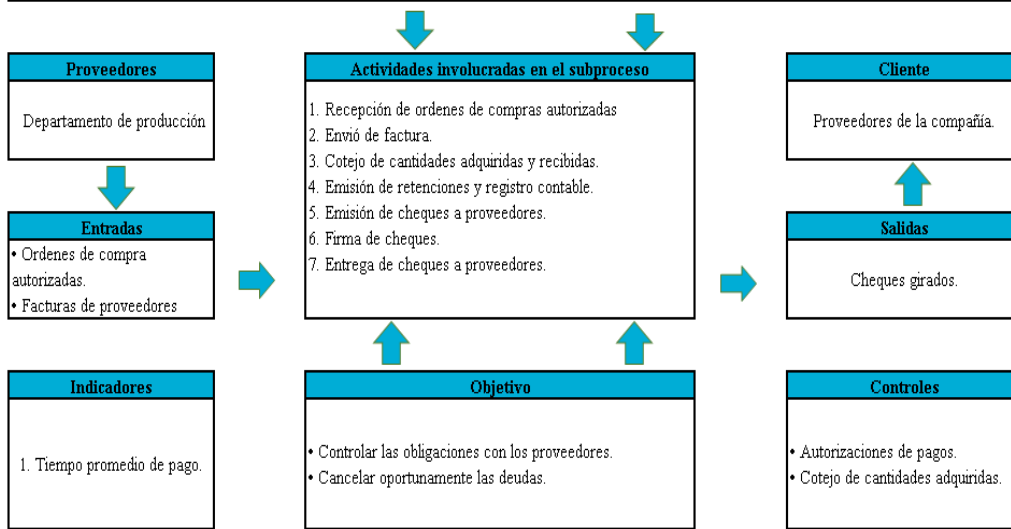 Proveedores
Departamento de producción
Entradas
• Ordenes de compra
autorizadas.
• Facturas de proveedores
Indicadores
1. Tiempo promedio de pago.
Actividades involucradas en el subproceso
1. Recepción de ordenes de compras autorizadas
2. Envió de factura.
3. Cotejo de cantidades adquiridas y recibidas.
4. Emisión de retenciones y registro contable.
5. Emisión de cheques a proveedores.
6. Firma de cheques.
7. Entrega de cheques a proveedores.
Objetivo
• Controlar las obligaciones con los proveedores.
• Cancelar oportunamente las deudas.
Cliente
Proveedores de la compañía.
Salidas
Cheques girados.
Controles
• Autorizaciones de pagos.
• Cotejo de cantidades adquiridas.